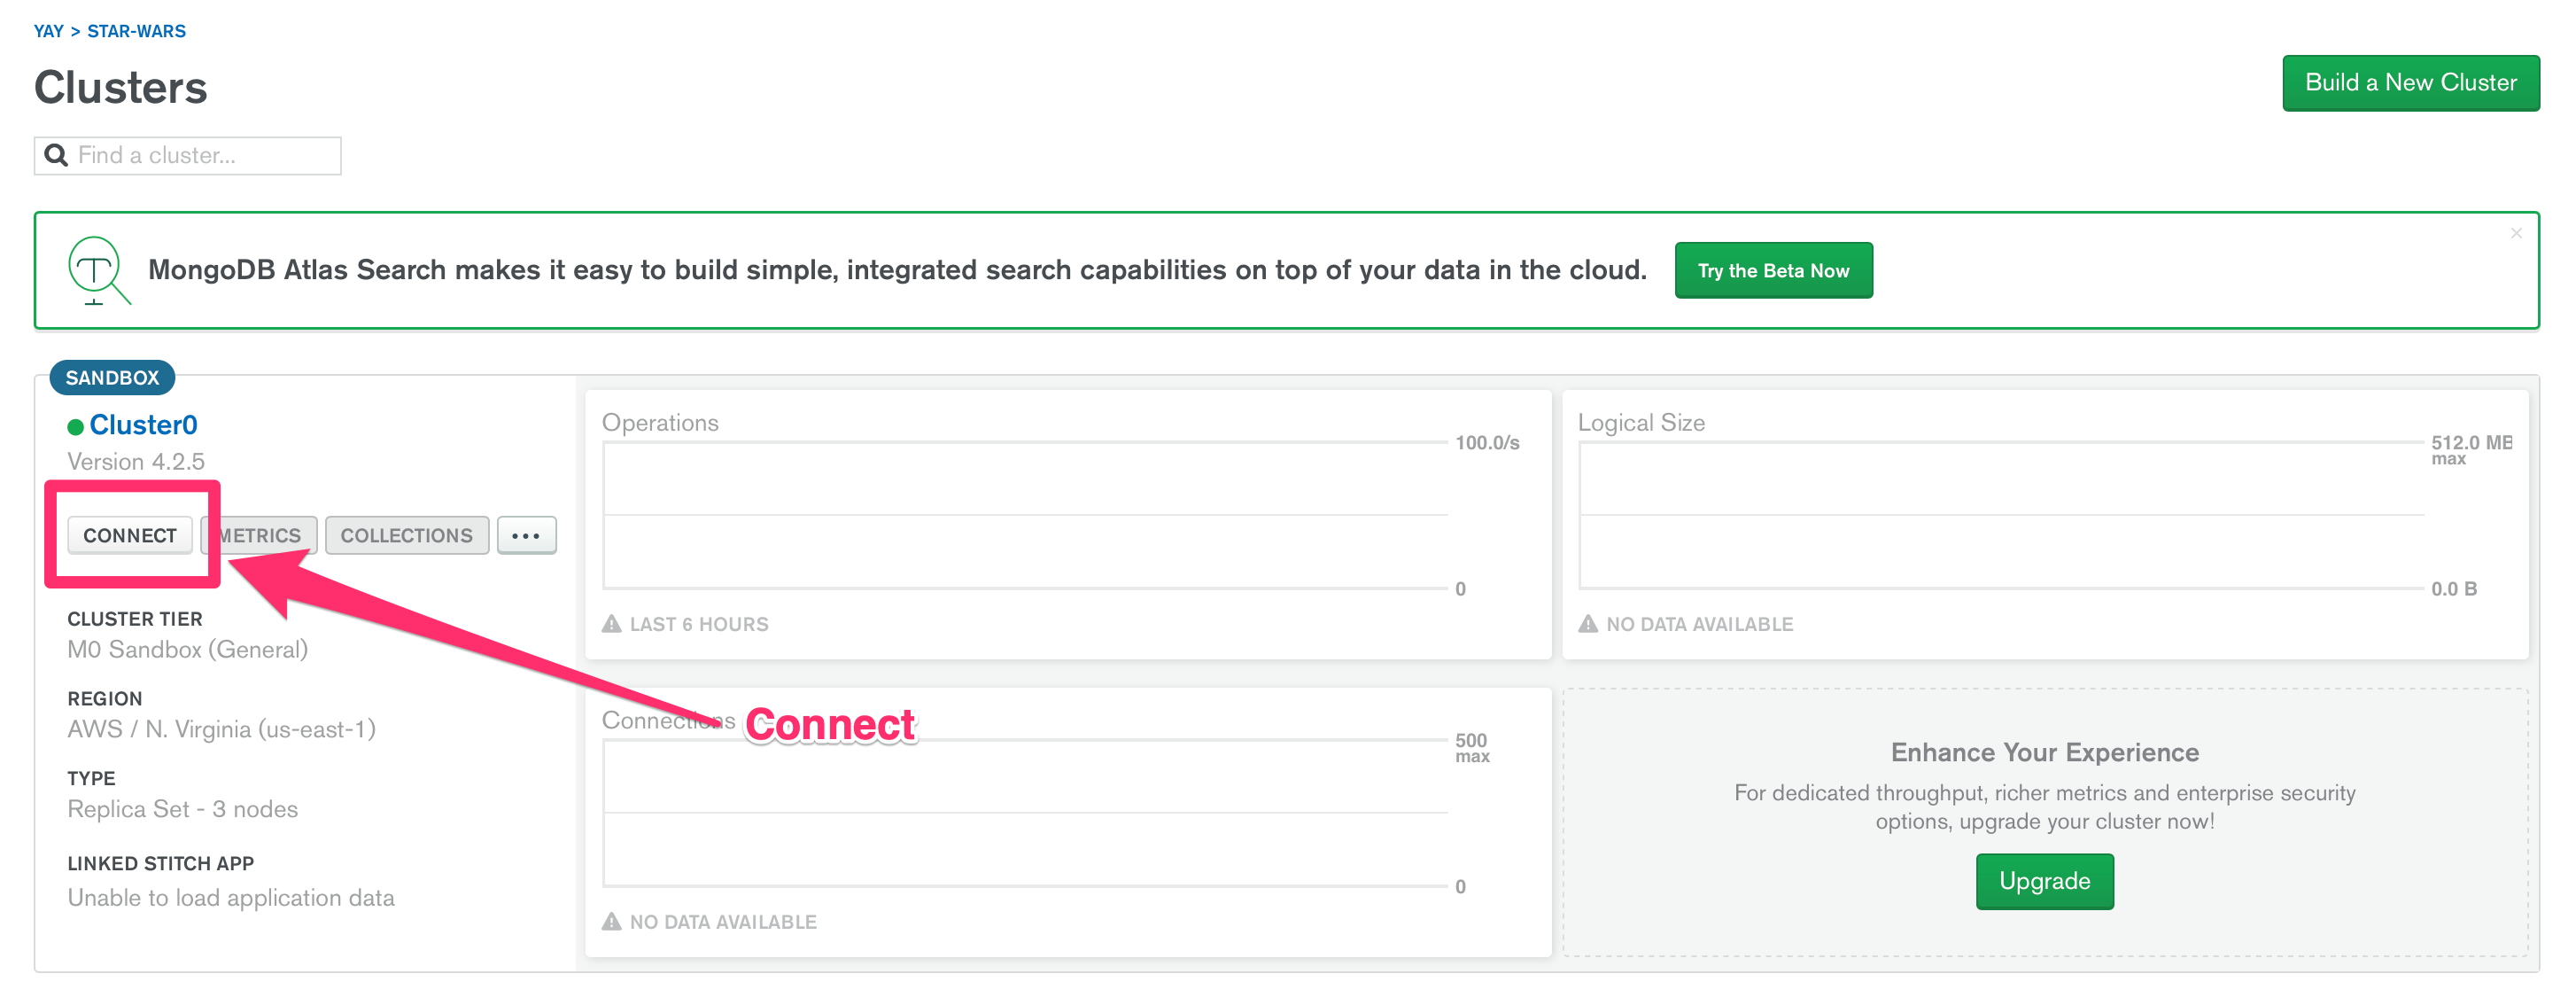 YAY > STAR-WARS
Clusters
Build a New Cluster
Find a cluster...
MongoDB Atlas Search makes it easy to build simple, integrated search capabilities on top of your data in the cloud.
Try the Beta Now
SANDBOX
Cluster0
Version 4.2.5
CONNECT
METRICS
COLLECTIONS
...
CLUSTER TIER
M0 Sandbox (General)
REGION
AWS / N. Virginia (us-east-1)
TYPE
Replica Set - 3 nodes
LINKED STITCH APP
Unable to load application data
Operations
100.0/s
0
LAST 6 HOURS
Logical Size
512.0 MB
max
0.0 B
NO DATA AVAILABLE
Connections
Connect
500
max
0
NO DATA AVAILABLE
Enhance Your Experience
For dedicated throughput, richer metrics and enterprise security
options, upgrade your cluster now!
Upgrade